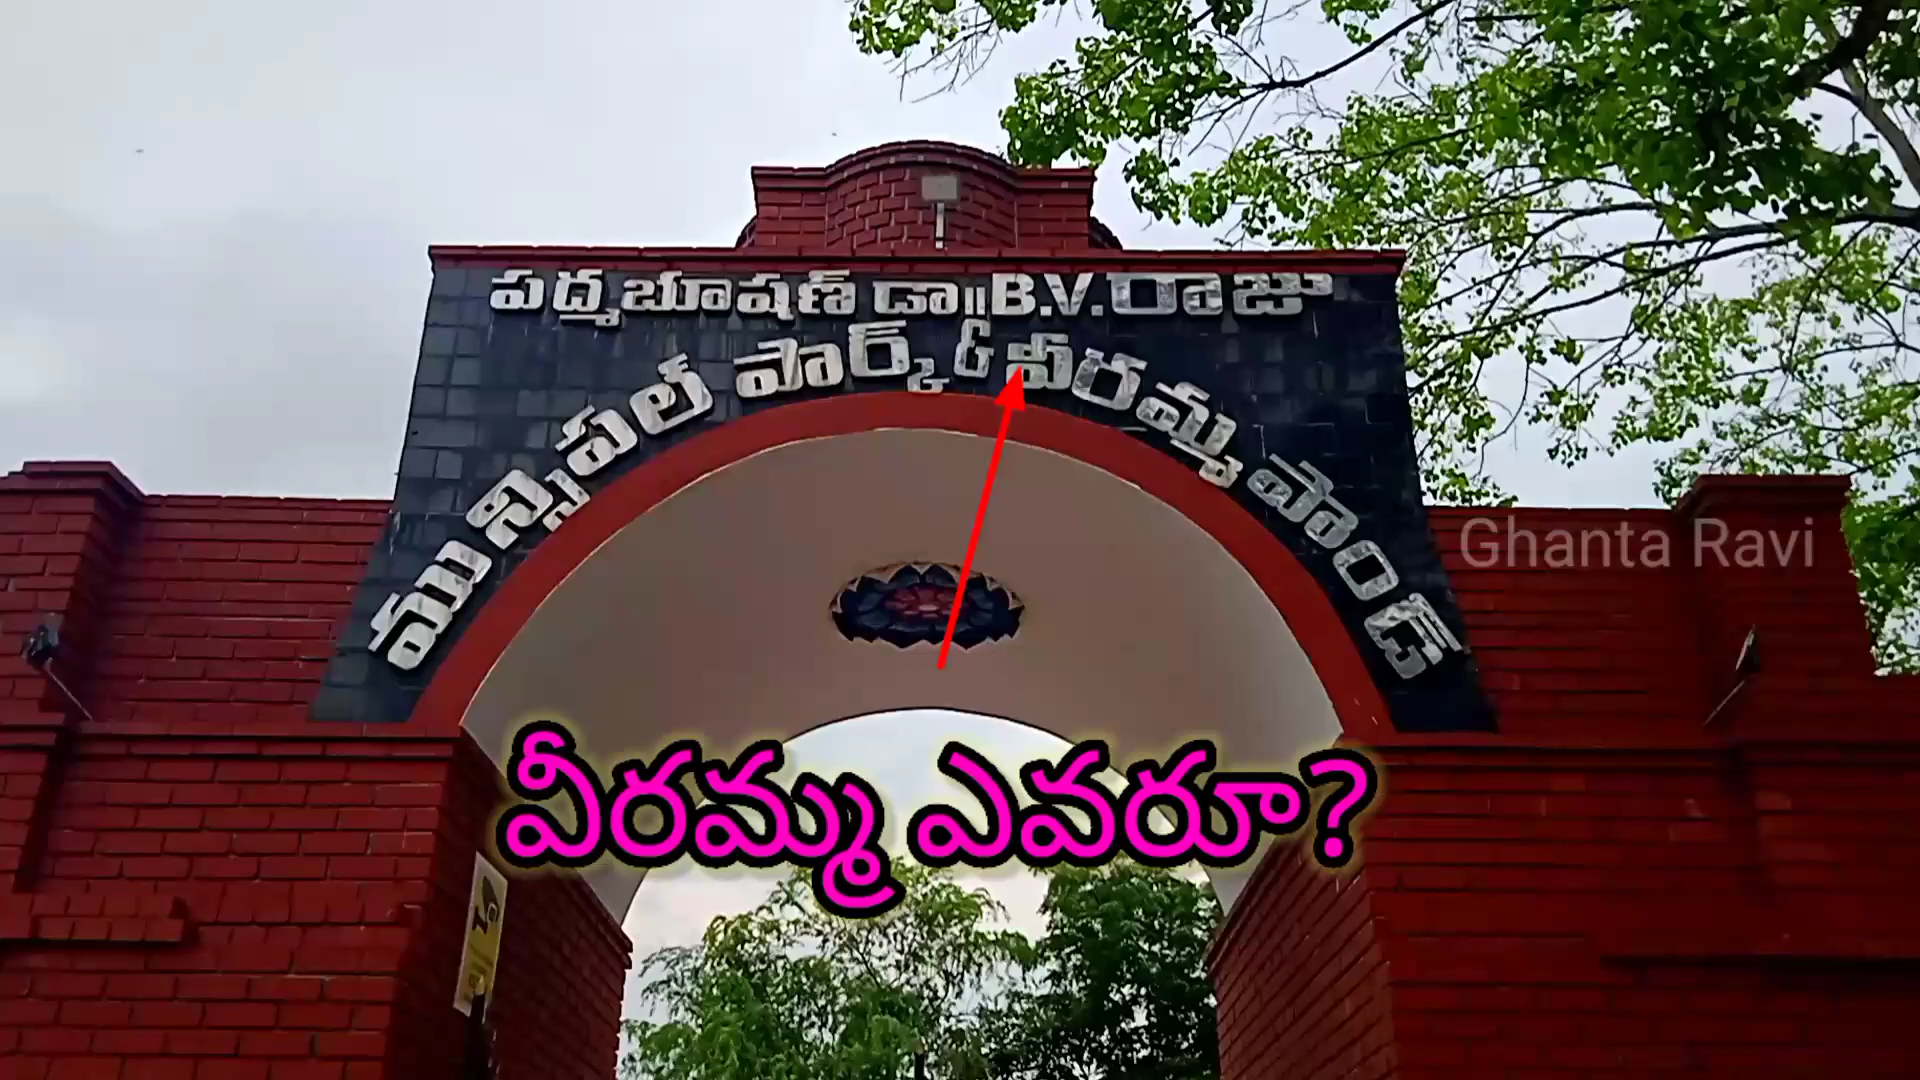 పద్మభూషణ్ డా||B.V.రాజు
మున్సిపల్ పార్క్ & వీరమ్మ పాండ్
Ghanta Ravi
వీరమ్మ ఎవరూ?